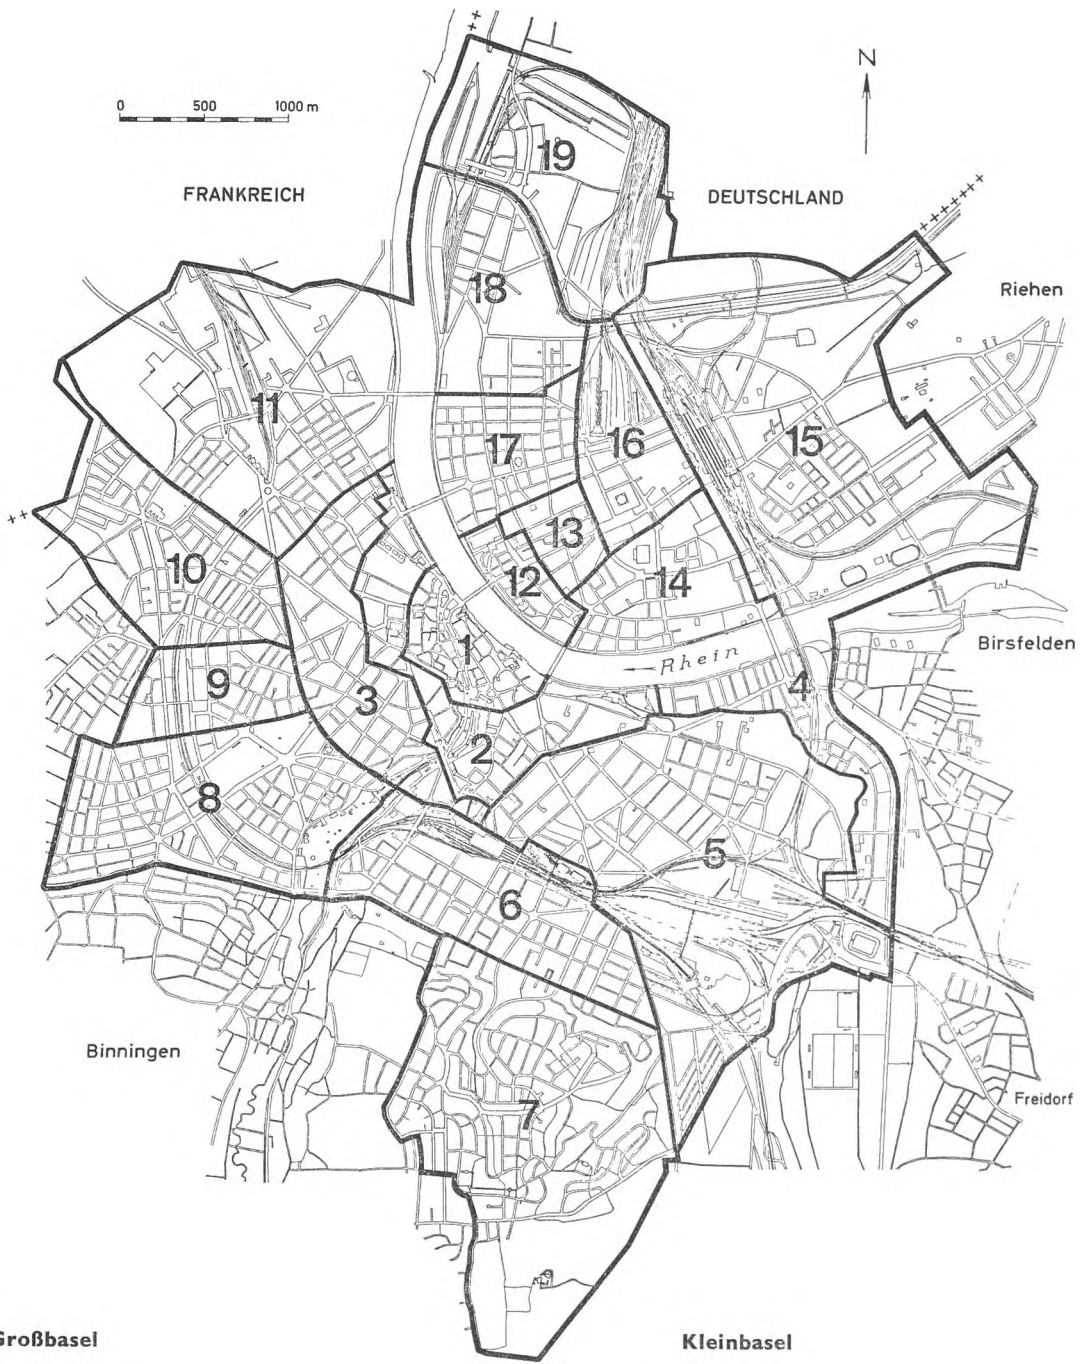 N
0 500 1000 m
19
FRANKREICH
DEUTSCHLAND
18
Riehen
11
17
16
15
13
10
12
14
1
Rhein
Birsfelden
9
3
4
2
8
5
6
Binningen
7
Freidorf
Großbasel
Kleinbasel